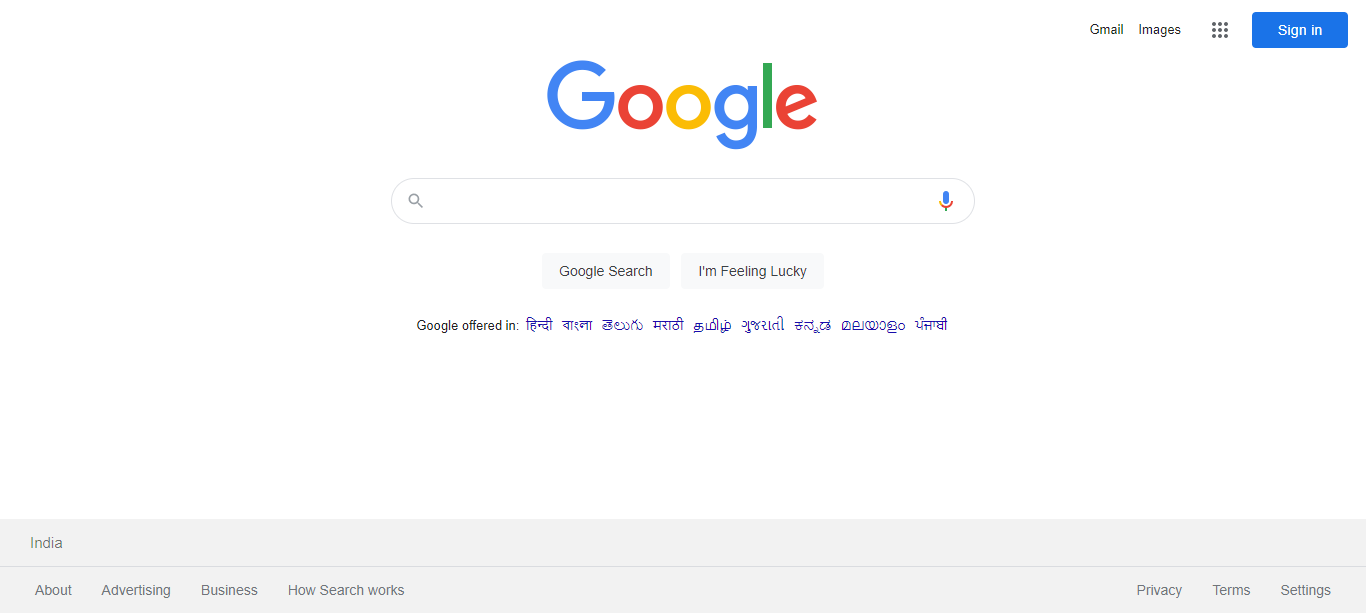 Gmail Images Sign in
Google
Google Search I'm Feeling Lucky
Google offered in: हिन्दी বাংলা తెలుగు मराठी தமிழ் ગુજરાતી ಕನ್ನಡ മലയാളം ਪੰਜਾਬੀ
India
About Advertising Business How Search works Privacy Terms Settings